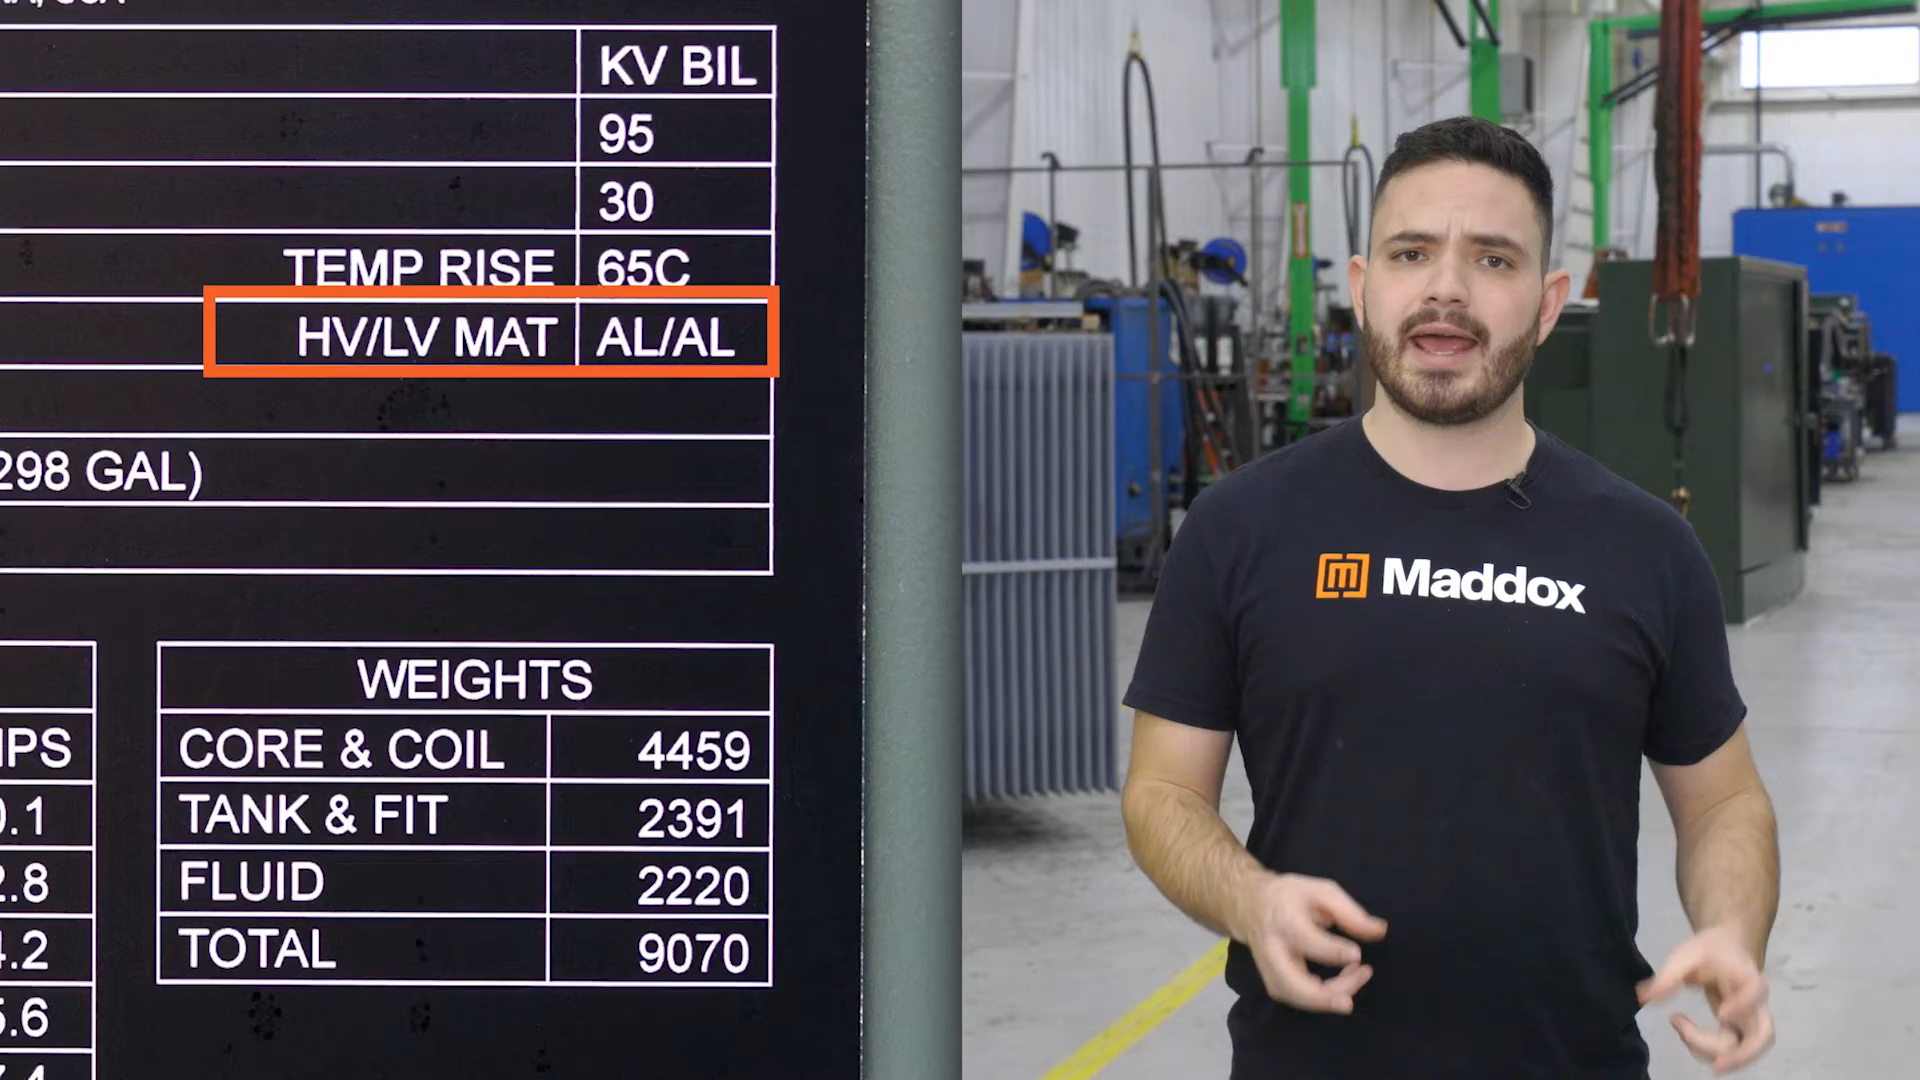 KV BIL
95
30
TEMP RISE 65C
HV/LV MAT AL/AL
298 GAL)
WEIGHTS
CORE & COIL 4459
TANK & FIT 2391
FLUID 2220
TOTAL 9070
Maddox